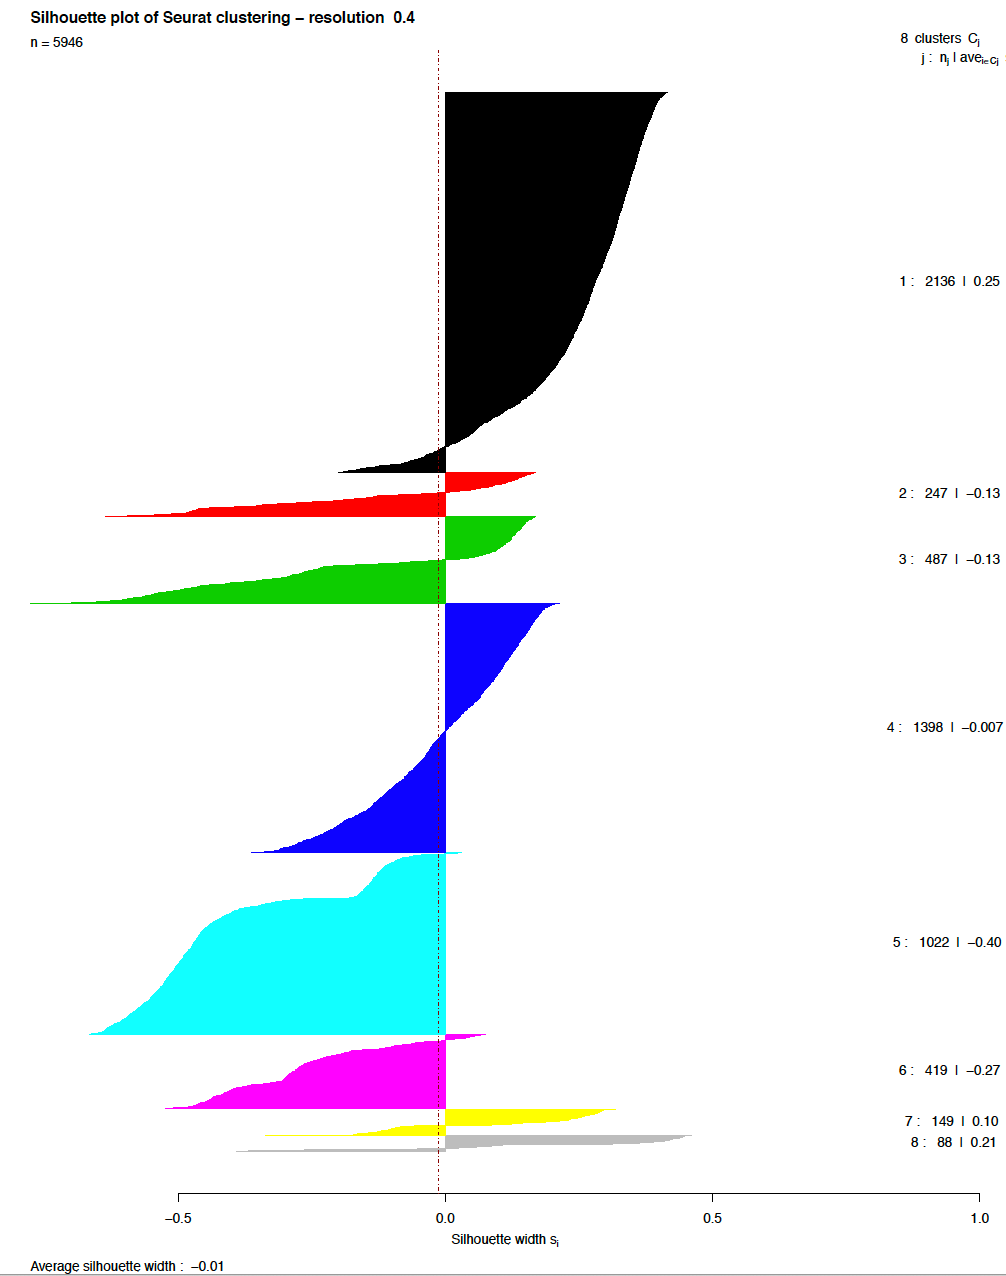 Silhouette plot of Seurat clustering – resolution 0.4
n = 5946
8 clusters Cj
j : nj | avei∈Cj
1 : 2136 | 0.25
2 : 247 | −0.13
3 : 487 | −0.13
4 : 1398 | −0.007
5 : 1022 | −0.40
6 : 419 | −0.27
7 : 149 | 0.10
8 : 88 | 0.21
−0.5 0.0 0.5 1.0
Silhouette width si
Average silhouette width : −0.01